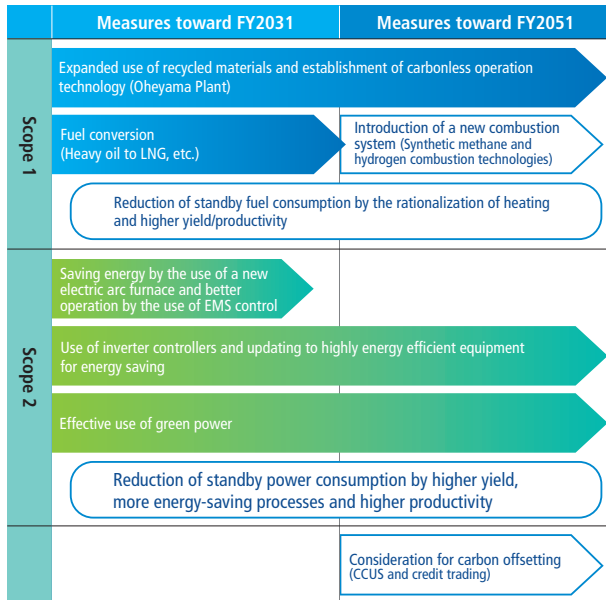 Measures toward FY2031
Measures toward FY2051
Scope 1
Expanded use of recycled materials and establishment of carbonless operation
technology (Oheyama Plant)
Fuel conversion
(Heavy oil to LNG, etc.)
Introduction of a new combustion
system (Synthetic methane and
hydrogen combustion technologies)
Reduction of standby fuel consumption by the rationalization of heating
and higher yield/productivity
Scope 2
Saving energy by the use of a new
electric arc furnace and better
operation by the use of EMS control
Use of inverter controllers and updating to highly energy efficient equipment
for energy saving
Effective use of green power
Reduction of standby power consumption by higher yield,
more energy-saving processes and higher productivity
Consideration for carbon offsetting
(CCUS and credit trading)